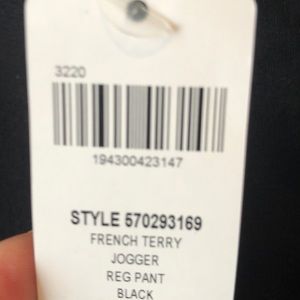 3220
194300423147
STYLE 570293169
FRENCH TERRY
JOGGER
REG PANT
BLACK